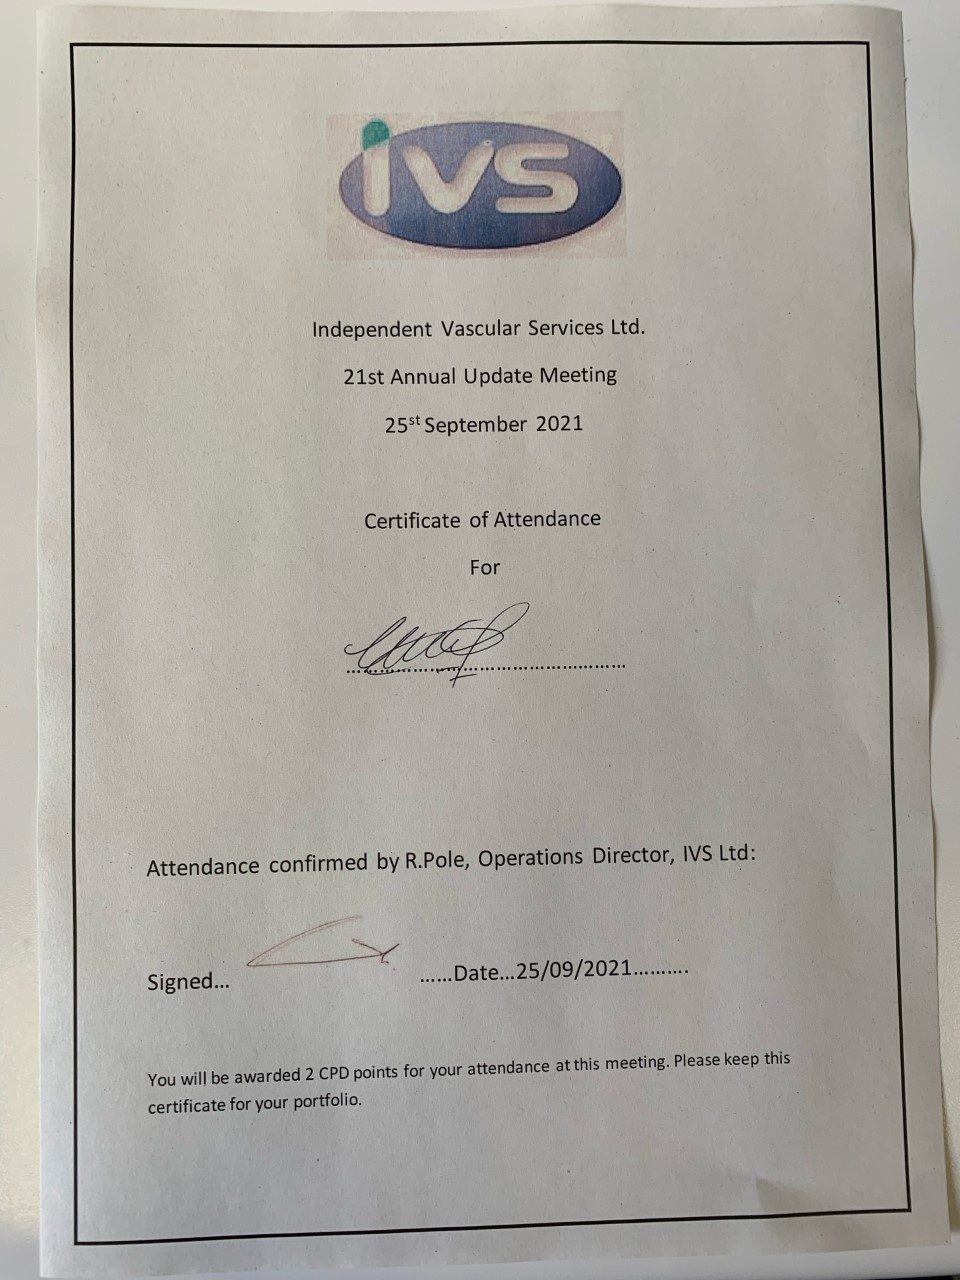 ivs
Independent Vascular Services Ltd.
21st Annual Update Meeting
25st September 2021
Certificate of Attendance
For
................................................
Attendance confirmed by R.Pole, Operations Director, IVS Ltd:
Signed... ......Date...25/09/2021..........
You will be awarded 2 CPD points for your attendance at this meeting. Please keep this
certificate for your portfolio.